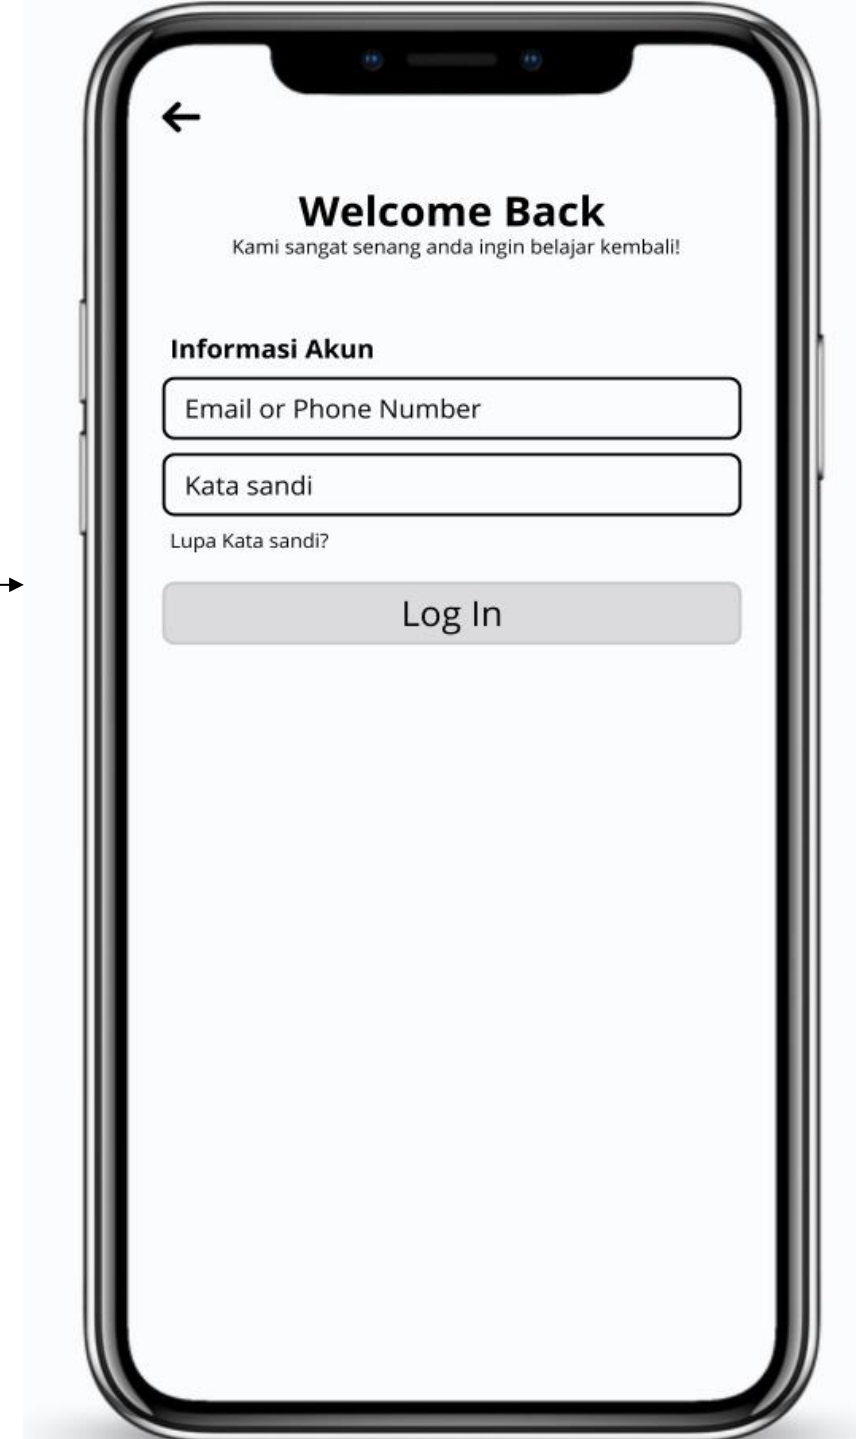 Welcome Back
Kami sangat senang anda ingin belajar kembali!
Informasi Akun
Email or Phone Number
Kata sandi
Lupa Kata sandi?
Log In